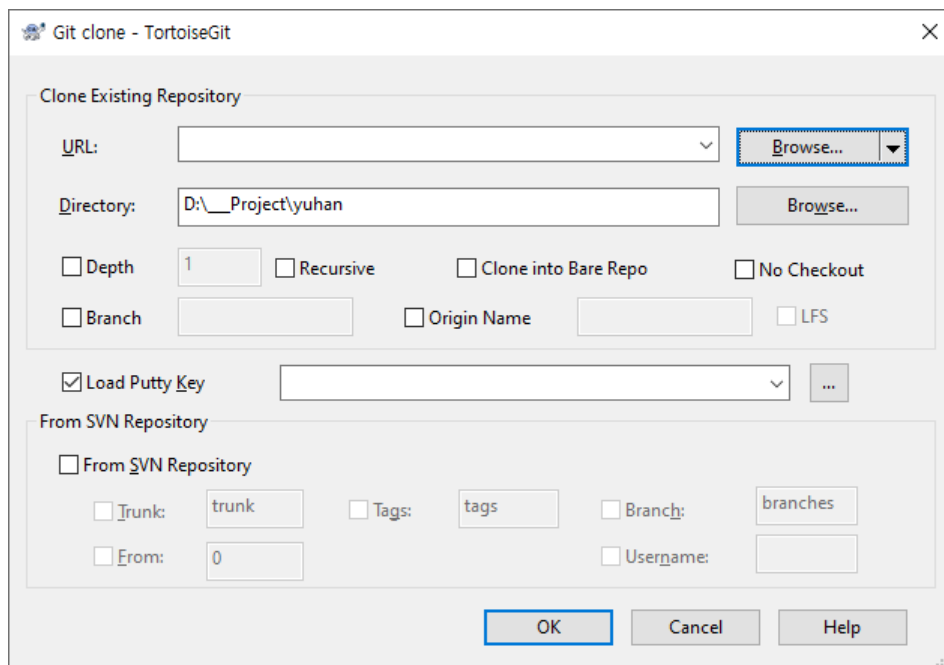 Git clone - TortoiseGit
Clone Existing Repository
URL:
Browse...
Directory: D:\__Project\yuhan Browse...
Depth 1 Recursive Clone into Bare Repo No Checkout
Branch Origin Name LFS
Load Putty Key ...
From SVN Repository
From SVN Repository
Trunk: trunk Tags: tags Branch: branches
From: 0 Username:
OK Cancel Help